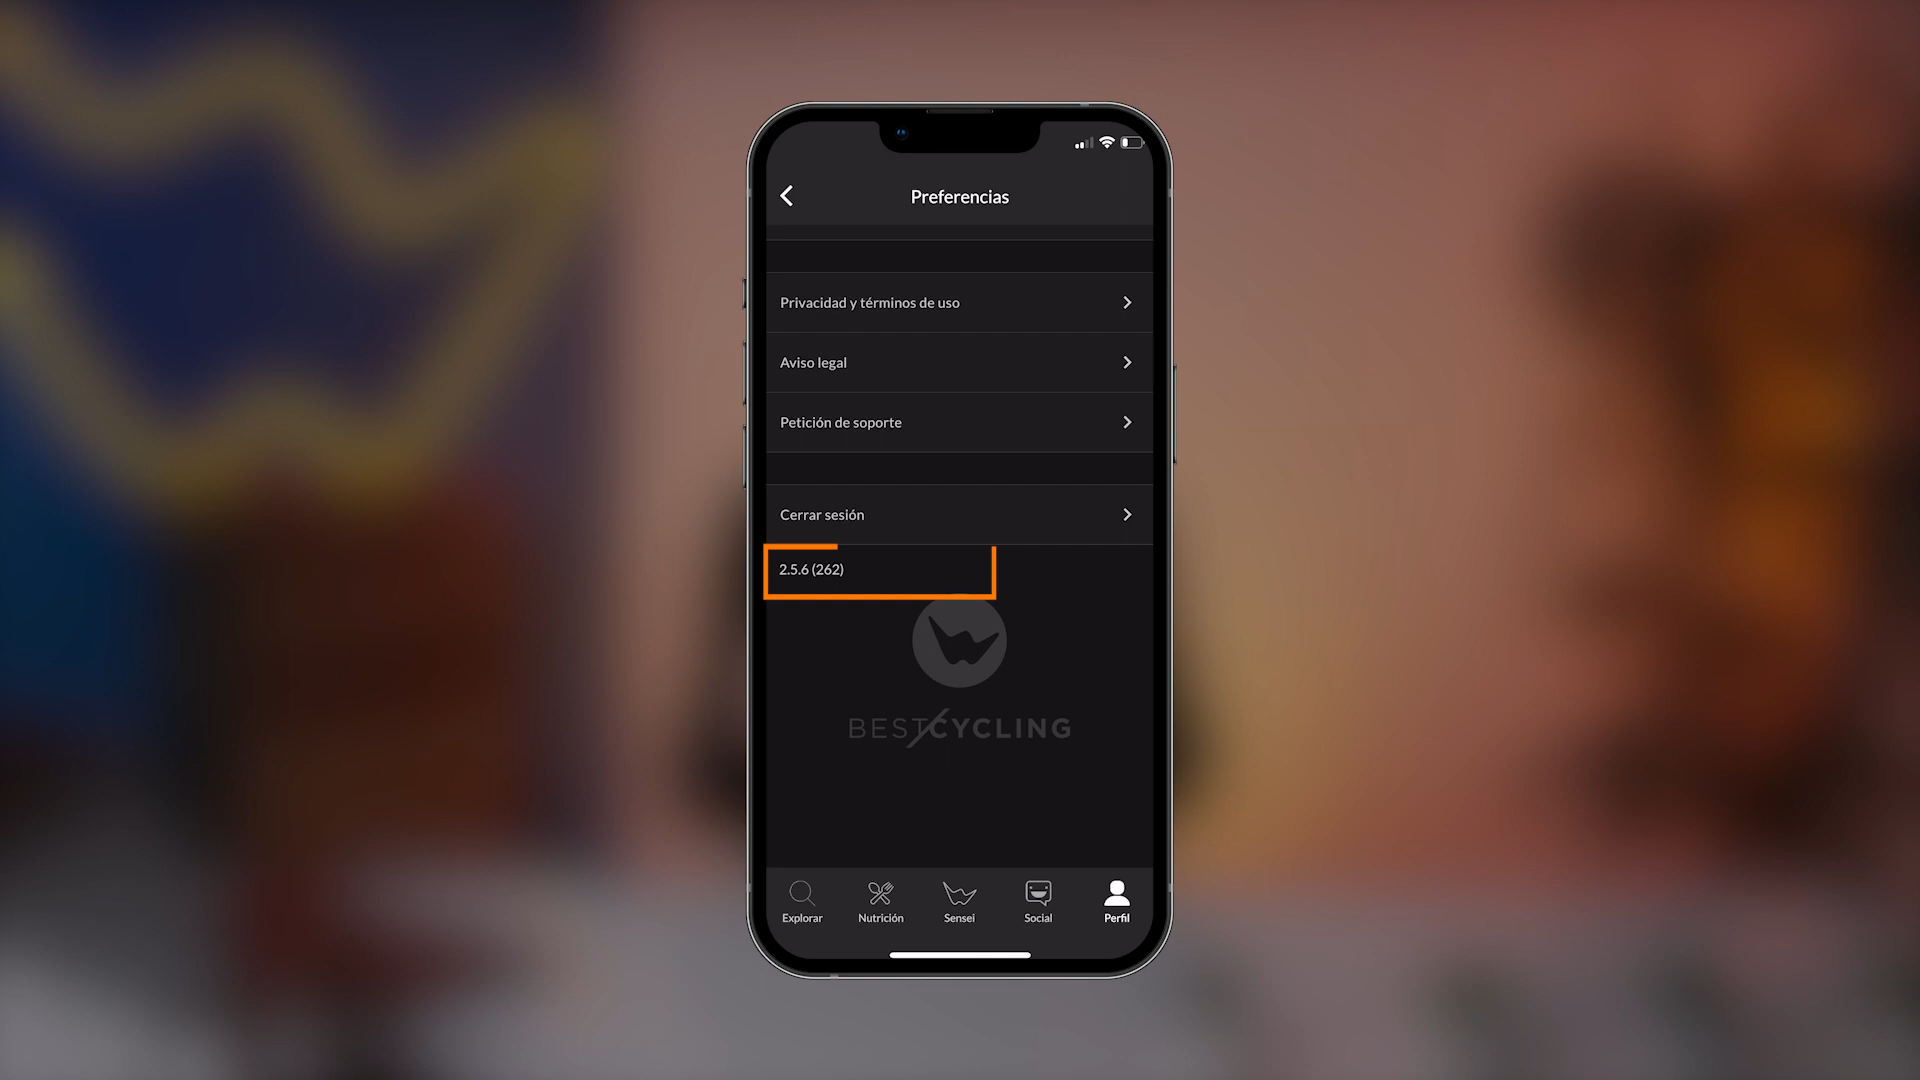 Preferencias
Privacidad y términos de uso
Aviso legal
Petición de soporte
Cerrar sesión
2.5.6 (262)
BESTCYCLING
Explorar
Nutrición
Sensei
Social
Perfil